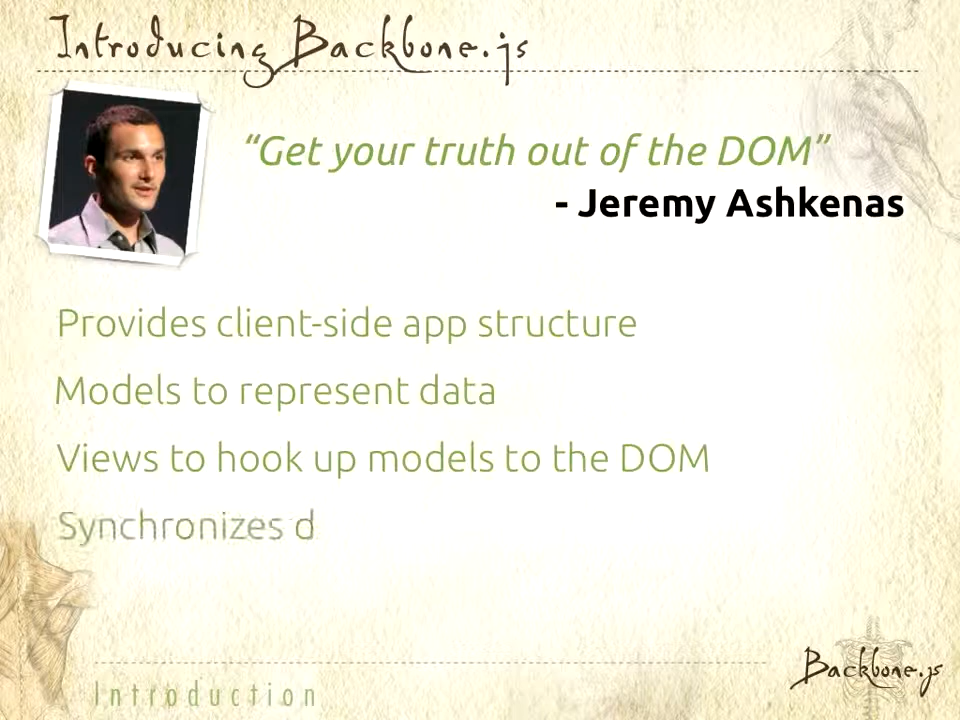 Introducing Backbone.js
“Get your truth out of the DOM”
- Jeremy Ashkenas
Provides client-side app structure
Models to represent data
Views to hook up models to the DOM
Synchronizes d
Backbone.js
Introduction